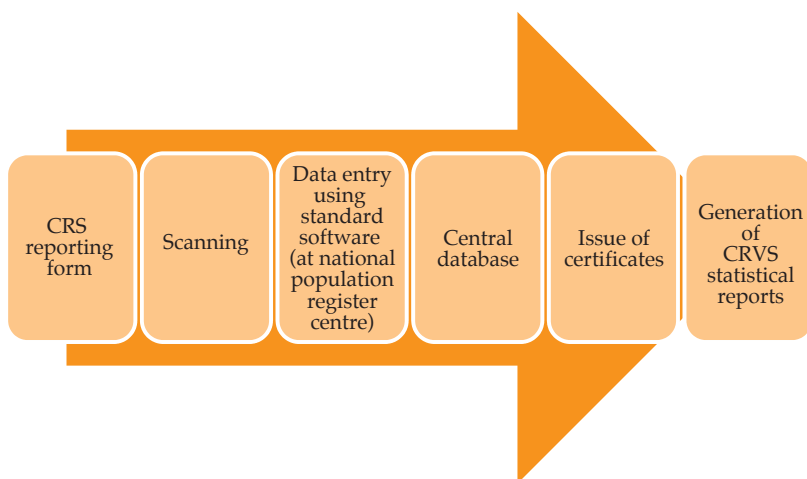 CRS
reporting
form
Scanning
Data entry
using
standard
software
(at national
population
register
centre)
Central
database
Issue of
certificates
Generation
of
CRVS
statistical
reports